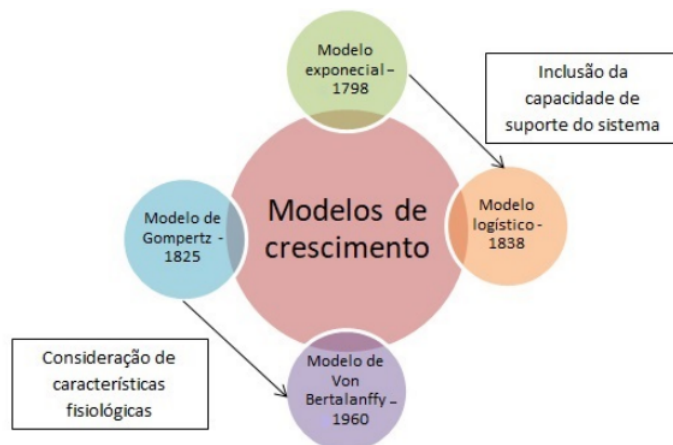 Modelo
exponecial –
1798
Inclusão da
capacidade de
suporte do sistema
Modelo de
Gompertz -
1825
Modelos de
crescimento
Modelo
logístico -
1838
Consideração de
características
fisiológicas
Modelo de
Von
Bertalanffy –
1960